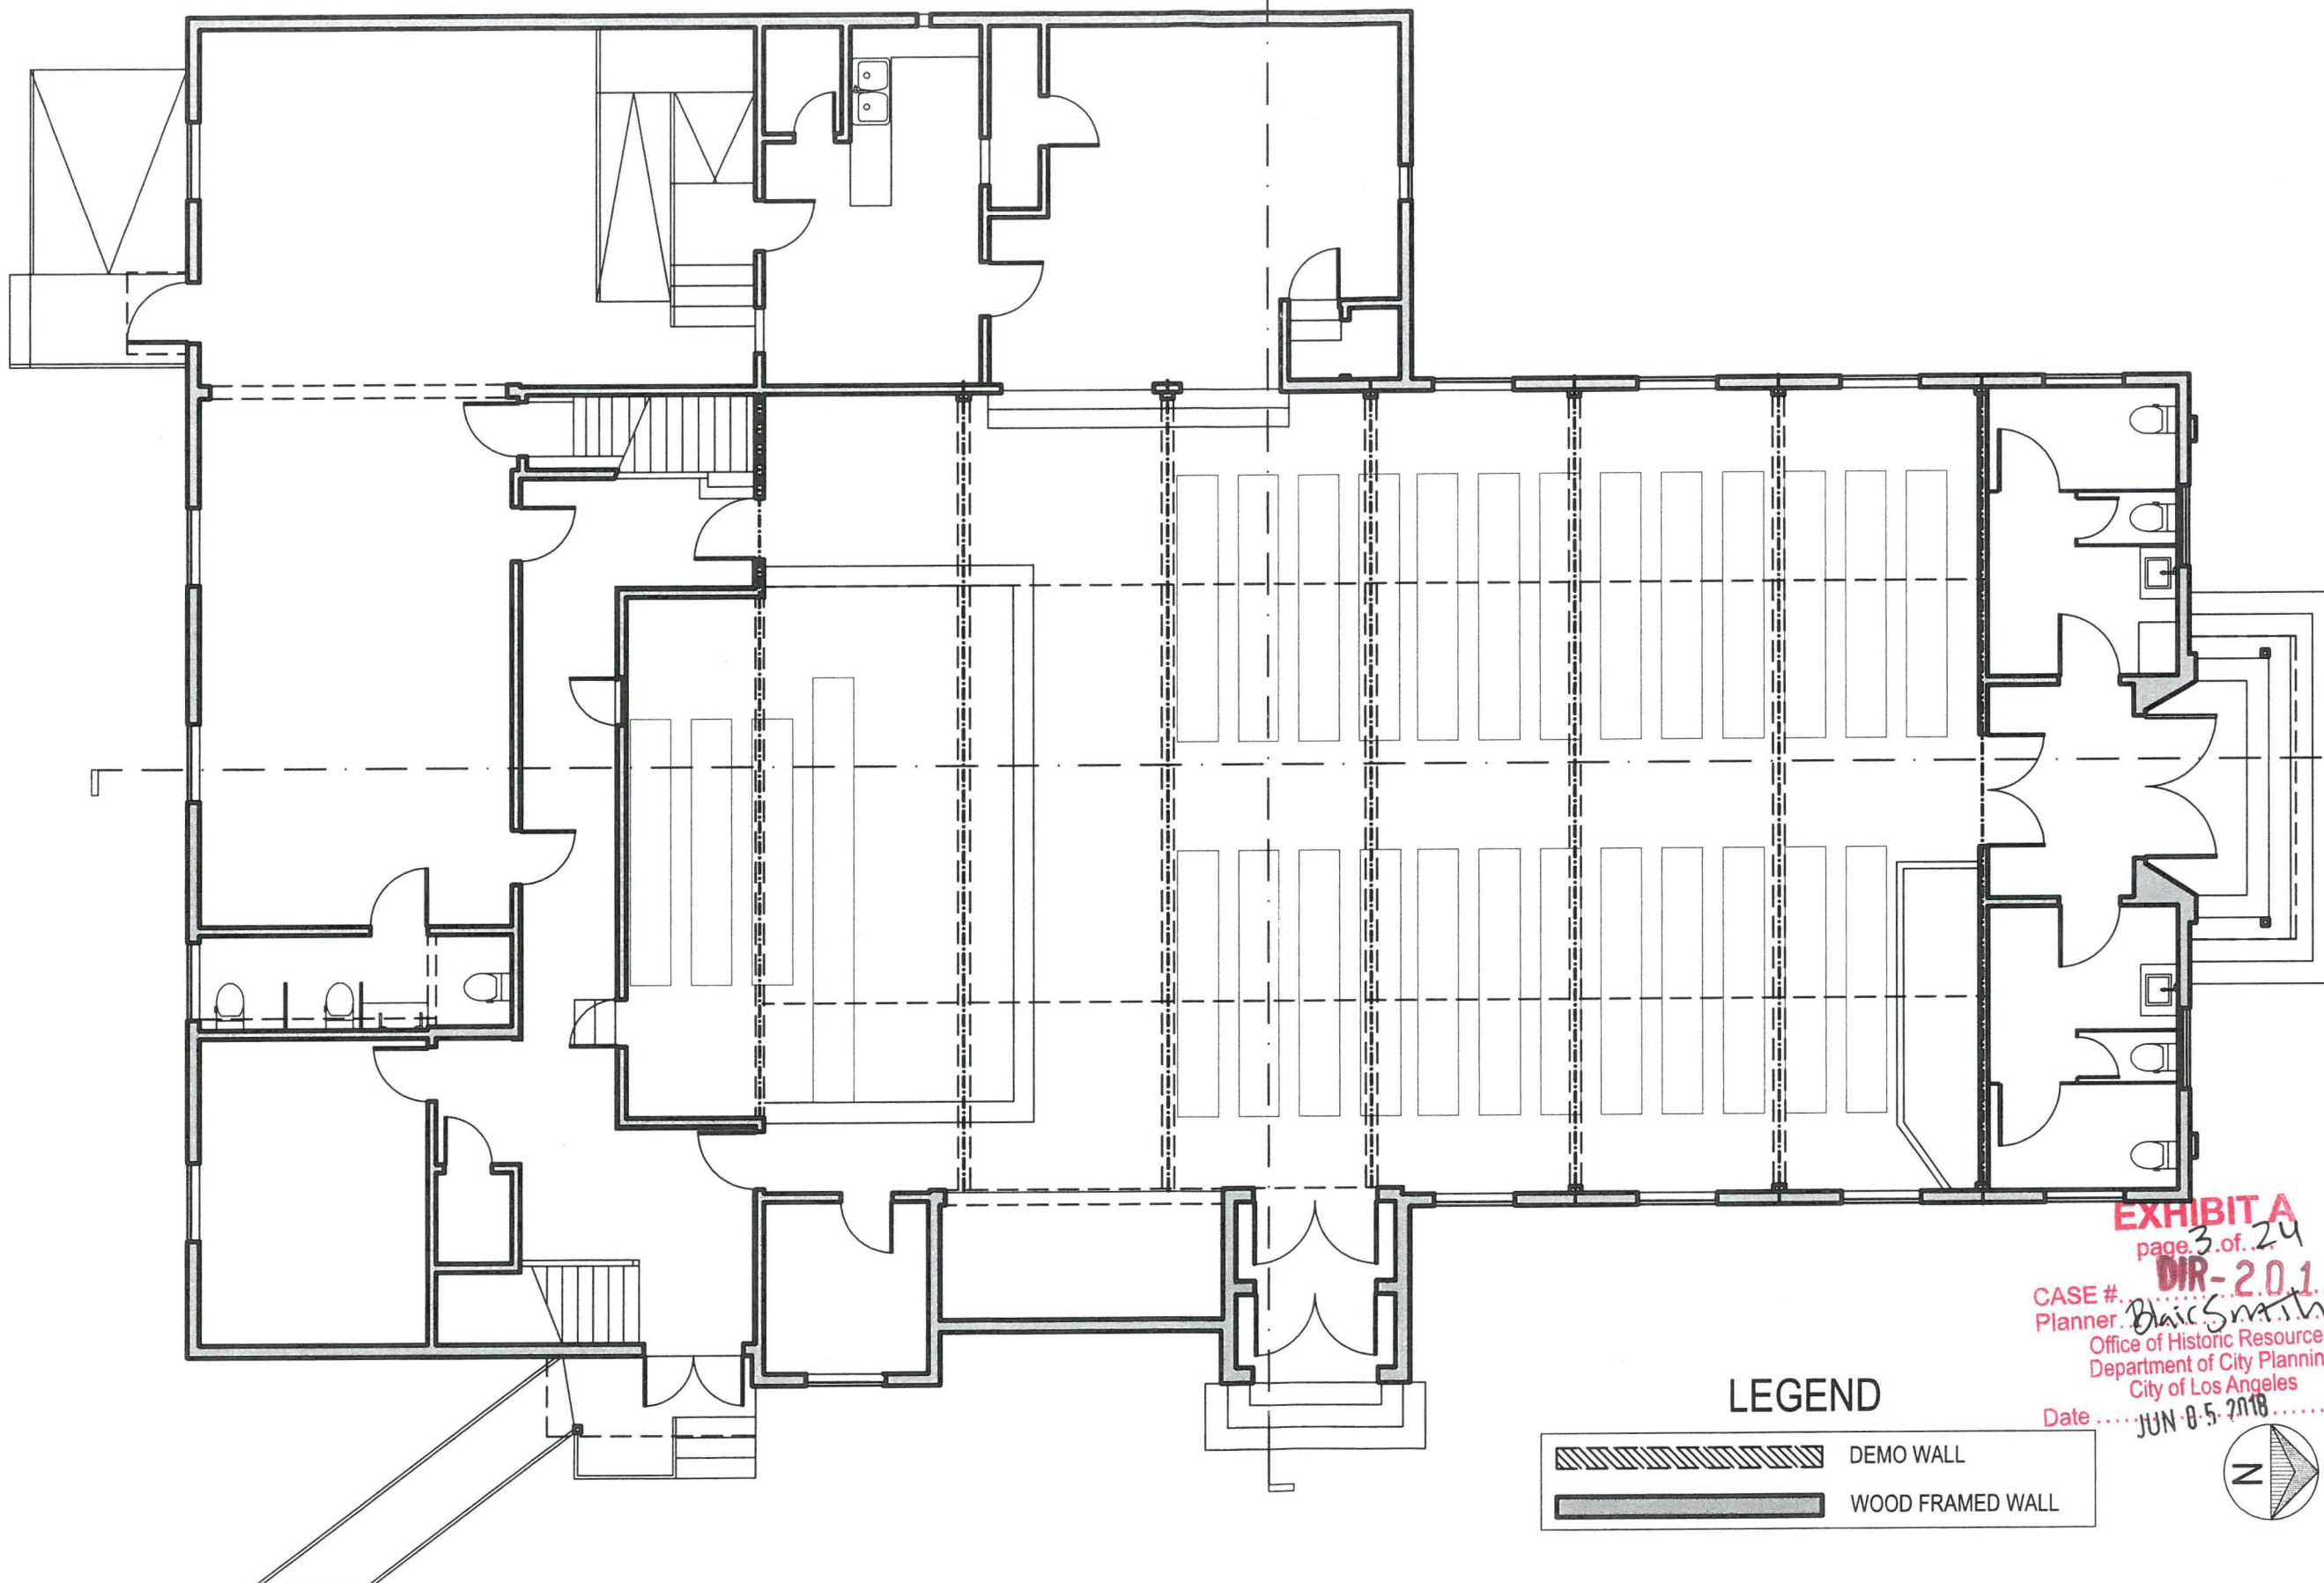 EXHIBIT A
page.3.of.24
CASE #.DIR-201
Planner.Blair Smith
Office of Historic Resource
Department of City Plannin
City of Los Angeles
Date ....JUN 05 2018......
LEGEND
DEMO WALL
WOOD FRAMED WALL
N